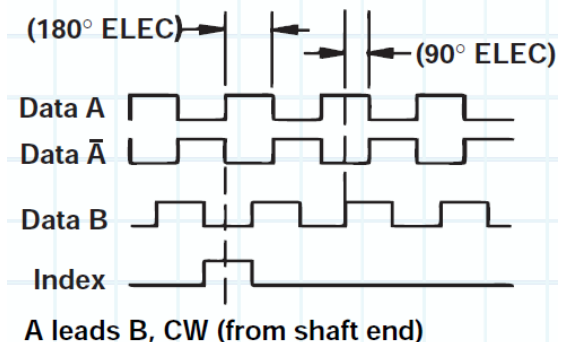 (180° ELEC)
(90° ELEC)
Data A
Data A̅
Data B
Index
A leads B, CW (from shaft end)